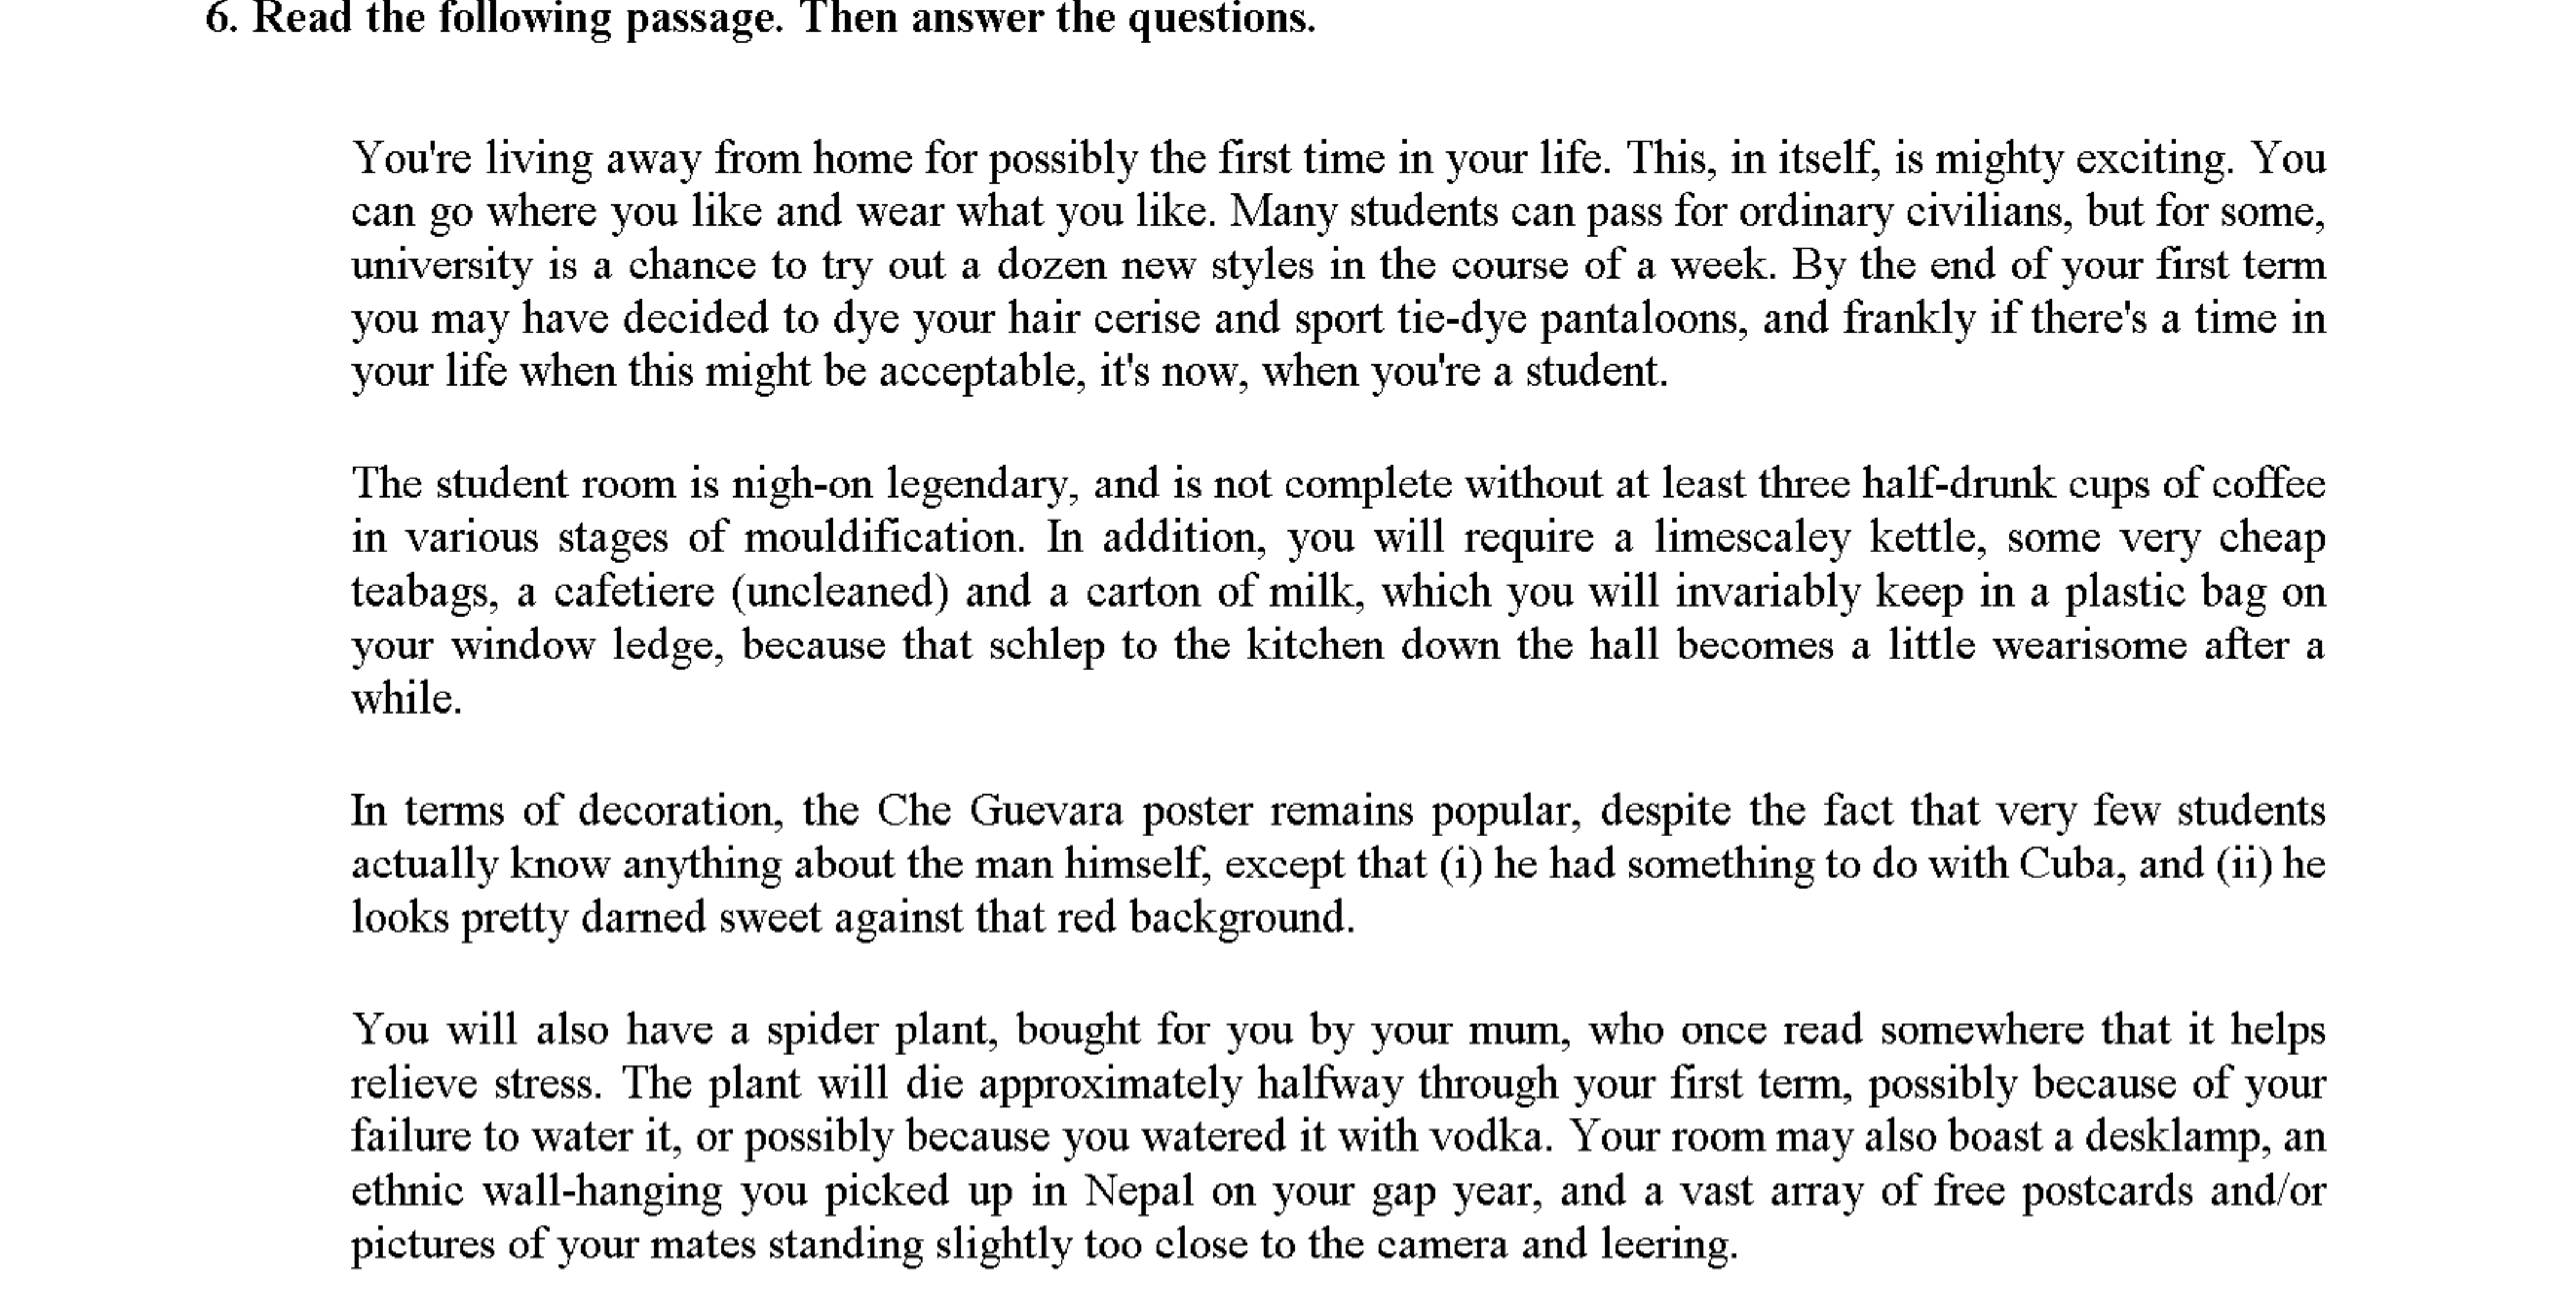 6. Read the following passage. Then answer the questions.
You're living away from home for possibly the first time in your life. This, in itself, is mighty exciting. You
can go where you like and wear what you like. Many students can pass for ordinary civilians, but for some,
university is a chance to try out a dozen new styles in the course of a week. By the end of your first term
you may have decided to dye your hair cerise and sport tie-dye pantaloons, and frankly if there's a time in
your life when this might be acceptable, it's now, when you're a student.
The student room is nigh-on legendary, and is not complete without at least three half-drunk cups of coffee
in various stages of mouldification. In addition, you will require a limescaley kettle, some very cheap
teabags, a cafetiere (uncleaned) and a carton of milk, which you will invariably keep in a plastic bag on
your window ledge, because that schlep to the kitchen down the hall becomes a little wearisome after a
while.
In terms of decoration, the Che Guevara poster remains popular, despite the fact that very few students
actually know anything about the man himself, except that (i) he had something to do with Cuba, and (ii) he
looks pretty darned sweet against that red background.
You will also have a spider plant, bought for you by your mum, who once read somewhere that it helps
relieve stress. The plant will die approximately halfway through your first term, possibly because of your
failure to water it, or possibly because you watered it with vodka. Your room may also boast a desklamp, an
ethnic wall-hanging you picked up in Nepal on your gap year, and a vast array of free postcards and/or
pictures of your mates standing slightly too close to the camera and leering.